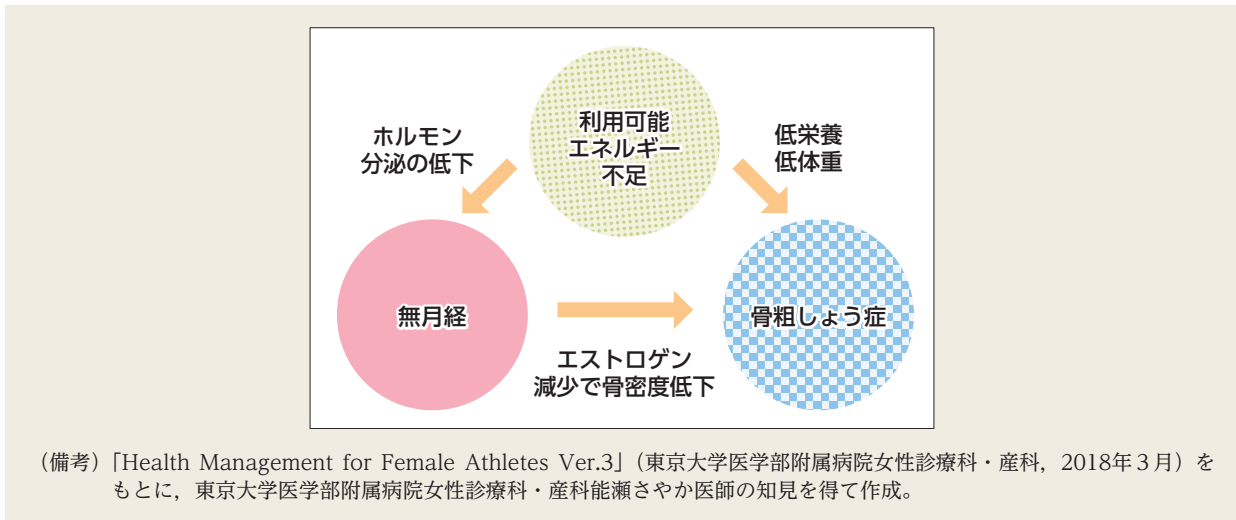 利用可能
エネルギー
不足
ホルモン
分泌の低下
低栄養
低体重
無月経
骨粗しょう症
エストロゲン
減少で骨密度低下
(備考)「Health Management for Female Athletes Ver.3」(東京大学医学部附属病院女性診療科・産科,2018年3月)を
もとに,東京大学医学部附属病院女性診療科・産科能瀬さやか医師の知見を得て作成。